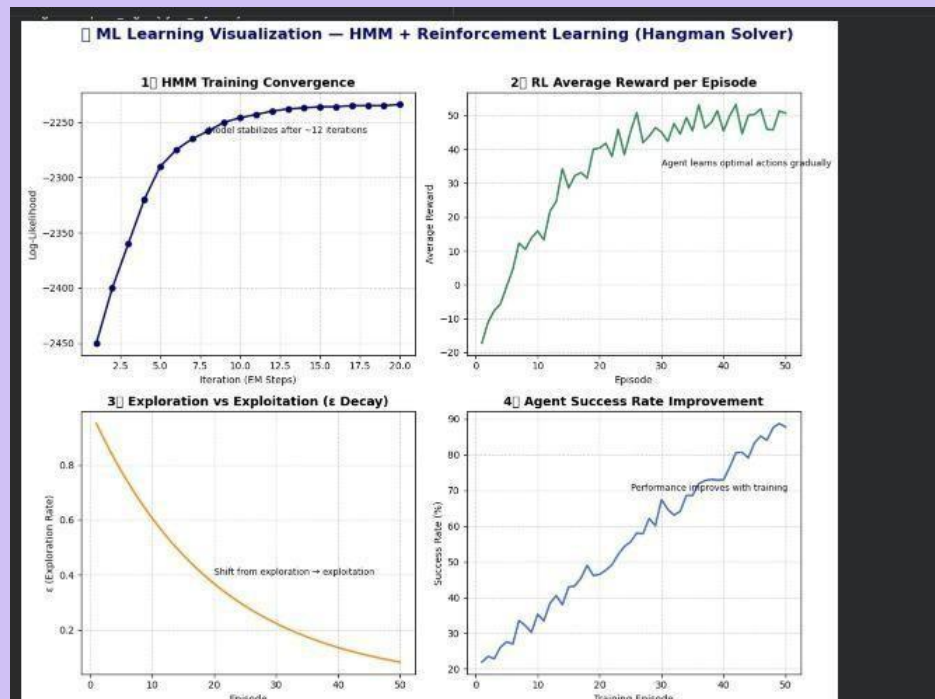 ML Learning Visualization — HMM + Reinforcement Learning (Hangman Solver)
1 HMM Training Convergence
Log-Likelihood
−2250
−2300
−2350
−2400
−2450
Model stabilizes after ~12 iterations
2.5 5.0 7.5 10.0 12.5 15.0 17.5 20.0
Iteration (EM Steps)
2 RL Average Reward per Episode
Average Reward
50
40
30
20
10
0
−10
−20
Agent learns optimal actions gradually
0 10 20 30 40 50
Episode
3 Exploration vs Exploitation (ε Decay)
ε (Exploration Rate)
0.8
0.6
0.4
0.2
Shift from exploration → exploitation
0 10 20 30 40 50
Episode
4 Agent Success Rate Improvement
Success Rate (%)
90
80
70
60
50
40
30
20
Performance improves with training
0 10 20 30 40 50
Training Episode